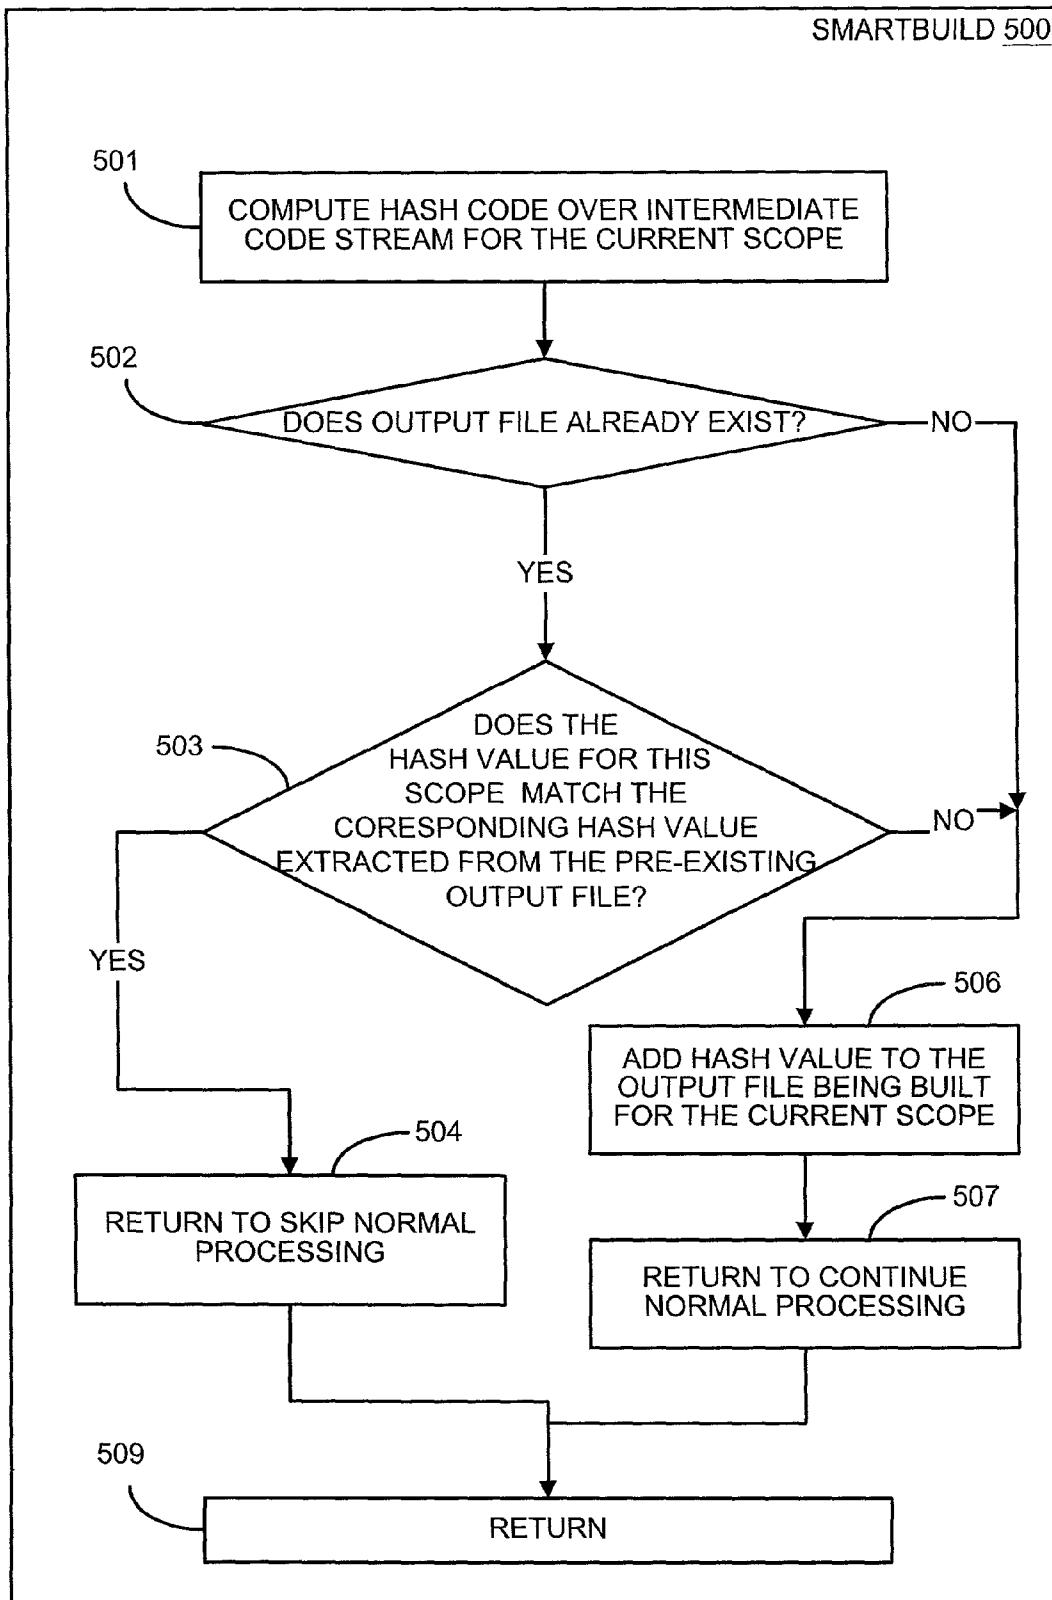 SMARTBUILD 500
501
COMPUTE HASH CODE OVER INTERMEDIATE
CODE STREAM FOR THE CURRENT SCOPE
502
DOES OUTPUT FILE ALREADY EXIST?
NO
YES
503
DOES THE
HASH VALUE FOR THIS
SCOPE MATCH THE
CORESPONDING HASH VALUE
EXTRACTED FROM THE PRE-EXISTING
OUTPUT FILE?
NO
YES
506
ADD HASH VALUE TO THE
OUTPUT FILE BEING BUILT
FOR THE CURRENT SCOPE
504
RETURN TO SKIP NORMAL
PROCESSING
507
RETURN TO CONTINUE
NORMAL PROCESSING
509
RETURN